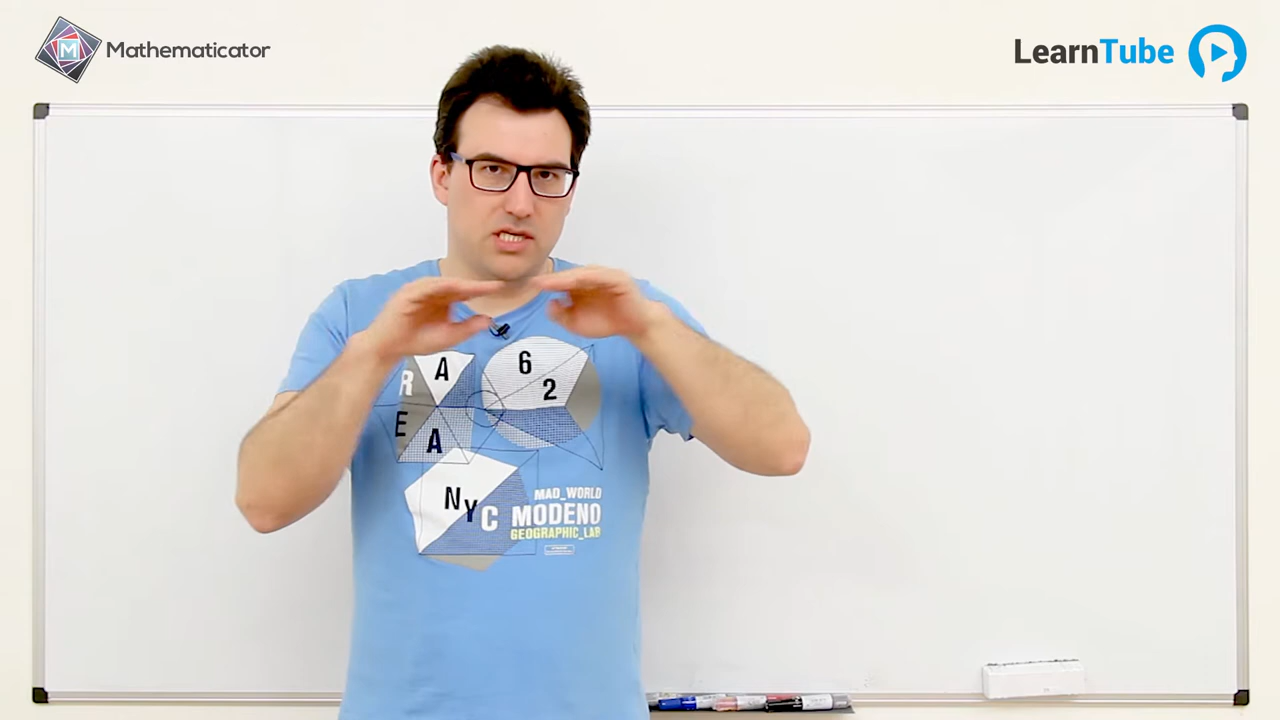 Mathematicator
LearnTube
A
R
E
A
6
2
NYC
MAD_WORLD
MODENO
GEOGRAPHIC_LAB